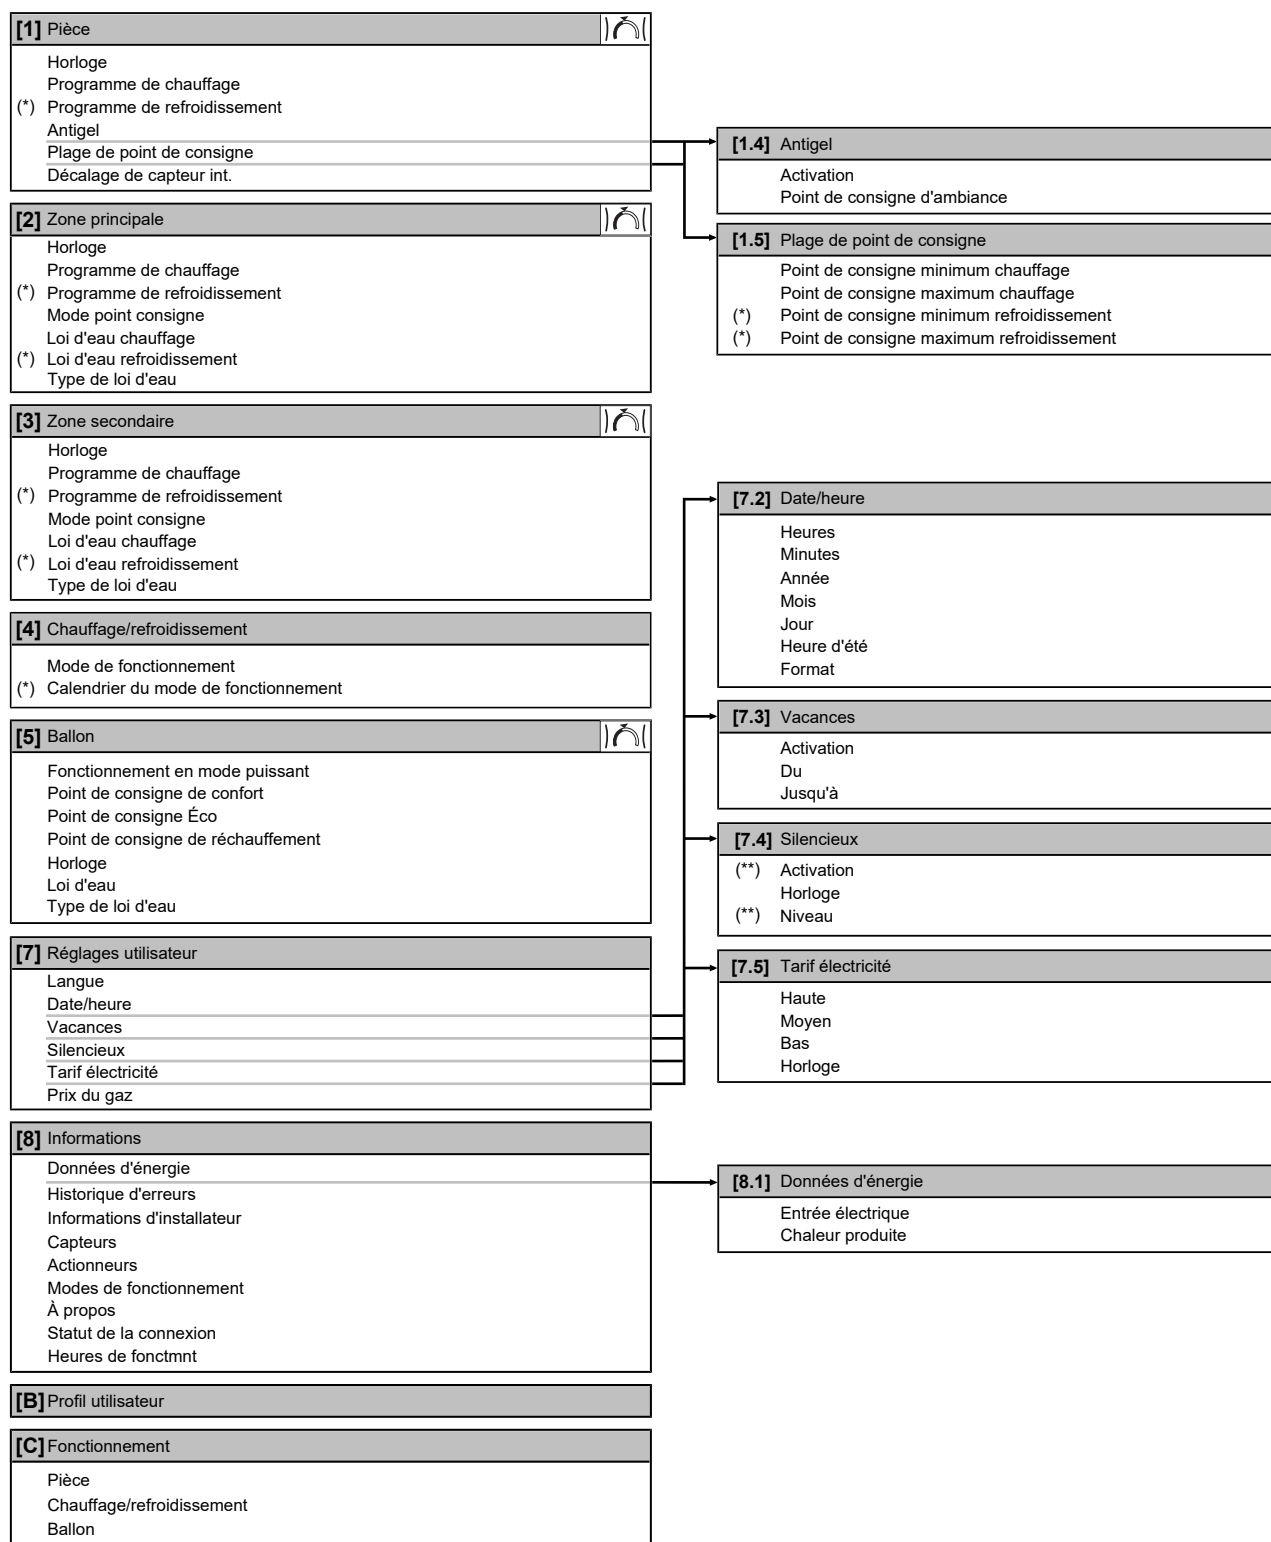 [1] Pièce
Horloge
Programme de chauffage
(*) Programme de refroidissement
Antigel
Plage de point de consigne
Décalage de capteur int.
[1.4] Antigel
Activation
Point de consigne d'ambiance
[1.5] Plage de point de consigne
Point de consigne minimum chauffage
Point de consigne maximum chauffage
(*) Point de consigne minimum refroidissement
(*) Point de consigne maximum refroidissement
[2] Zone principale
Horloge
Programme de chauffage
(*) Programme de refroidissement
Mode point consigne
Loi d'eau chauffage
(*) Loi d'eau refroidissement
Type de loi d'eau
[3] Zone secondaire
Horloge
Programme de chauffage
(*) Programme de refroidissement
Mode point consigne
Loi d'eau chauffage
(*) Loi d'eau refroidissement
Type de loi d'eau
[4] Chauffage/refroidissement
Mode de fonctionnement
(*) Calendrier du mode de fonctionnement
[5] Ballon
Fonctionnement en mode puissant
Point de consigne de confort
Point de consigne Éco
Point de consigne de réchauffement
Horloge
Loi d'eau
Type de loi d'eau
[7] Réglages utilisateur
Langue
Date/heure
Vacances
Silencieux
Tarif électricité
Prix du gaz
[7.2] Date/heure
Heures
Minutes
Année
Mois
Jour
Heure d'été
Format
[7.3] Vacances
Activation
Du
Jusqu'à
[7.4] Silencieux
(**) Activation
Horloge
(**) Niveau
[7.5] Tarif électricité
Haute
Moyen
Bas
Horloge
[8] Informations
Données d'énergie
Historique d'erreurs
Informations d'installateur
Capteurs
Actionneurs
Modes de fonctionnement
À propos
Statut de la connexion
Heures de fonctmnt
[8.1] Données d'énergie
Entrée électrique
Chaleur produite
[B] Profil utilisateur
[C] Fonctionnement
Pièce
Chauffage/refroidissement
Ballon